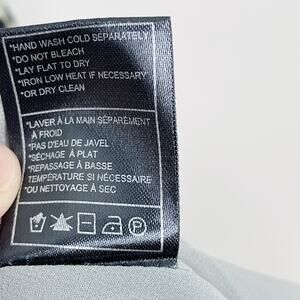 *HAND WASH COLD SEPARATELY
*DO NOT BLEACH
*LAY FLAT TO DRY
*IRON LOW HEAT IF NECESSARY
*OR DRY CLEAN
*LAVER À LA MAIN SÉPARÉMENT
À FROID
*PAS D'EAU DE JAVEL
*SÉCHAGE À PLAT
*REPASSAGE À BASSE
TEMPÉRATURE SI NÉCESSAIRE
*OU NETTOYAGE À SEC
P